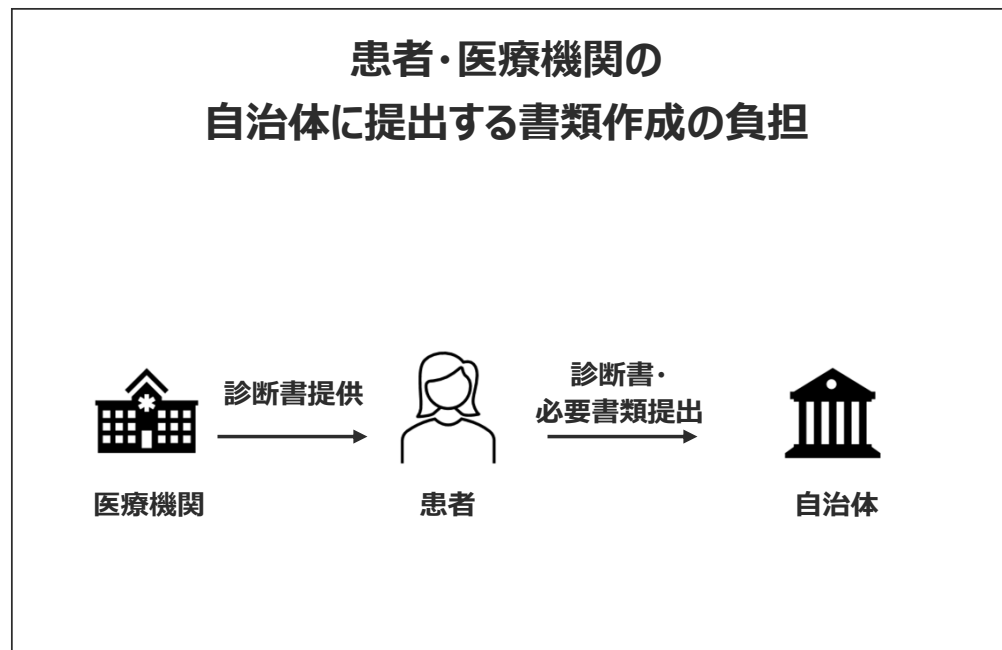 患者・医療機関の
自治体に提出する書類作成の負担
診断書提供
診断書・
必要書類提出
医療機関
患者
自治体